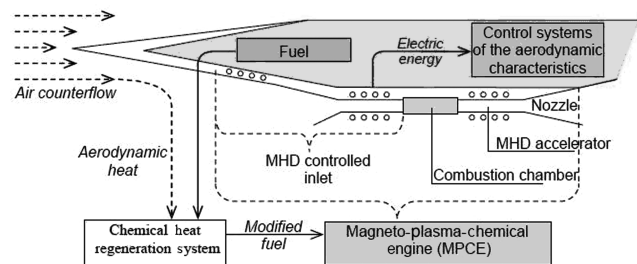 Fuel
Electric
energy
Control systems
of the aerodynamic
characteristics
Air counterflow
Nozzle
Aerodynamic
heat
MHD controlled
inlet
MHD accelerator
Combustion chamber
Chemical heat
regeneration system
Modified
fuel
Magneto-plasma-chemical
engine (MPCE)